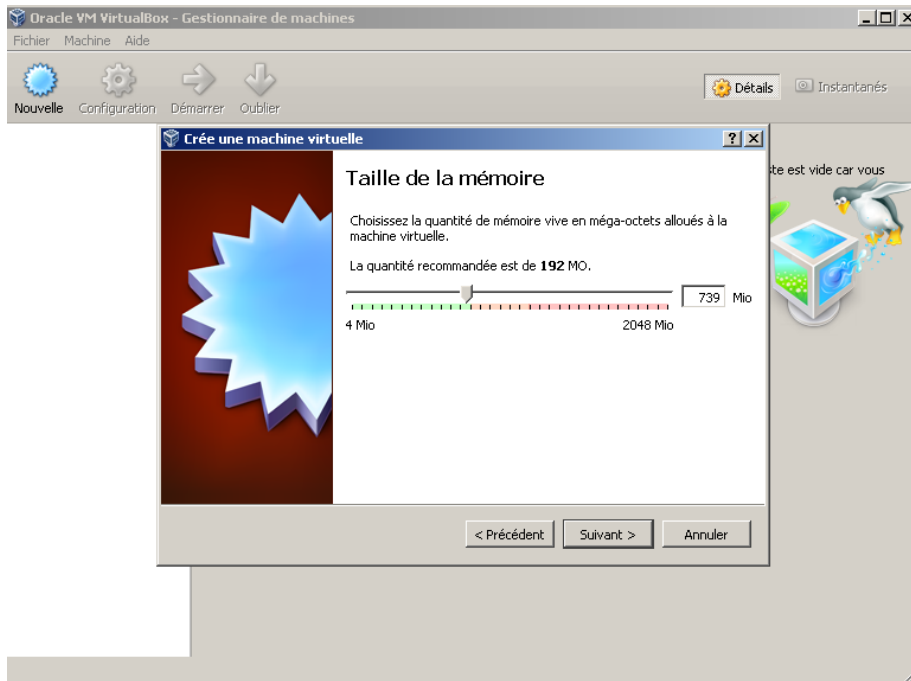 Oracle VM VirtualBox - Gestionnaire de machines
Fichier Machine Aide
Nouvelle Configuration Démarrer Oublier Détails Instantanés
Crée une machine virtuelle
ste est vide car vous
Taille de la mémoire
Choisissez la quantité de mémoire vive en méga-octets alloués à la
machine virtuelle.
La quantité recommandée est de 192 MO.
739 Mio
4 Mio 2048 Mio
< Précédent Suivant > Annuler